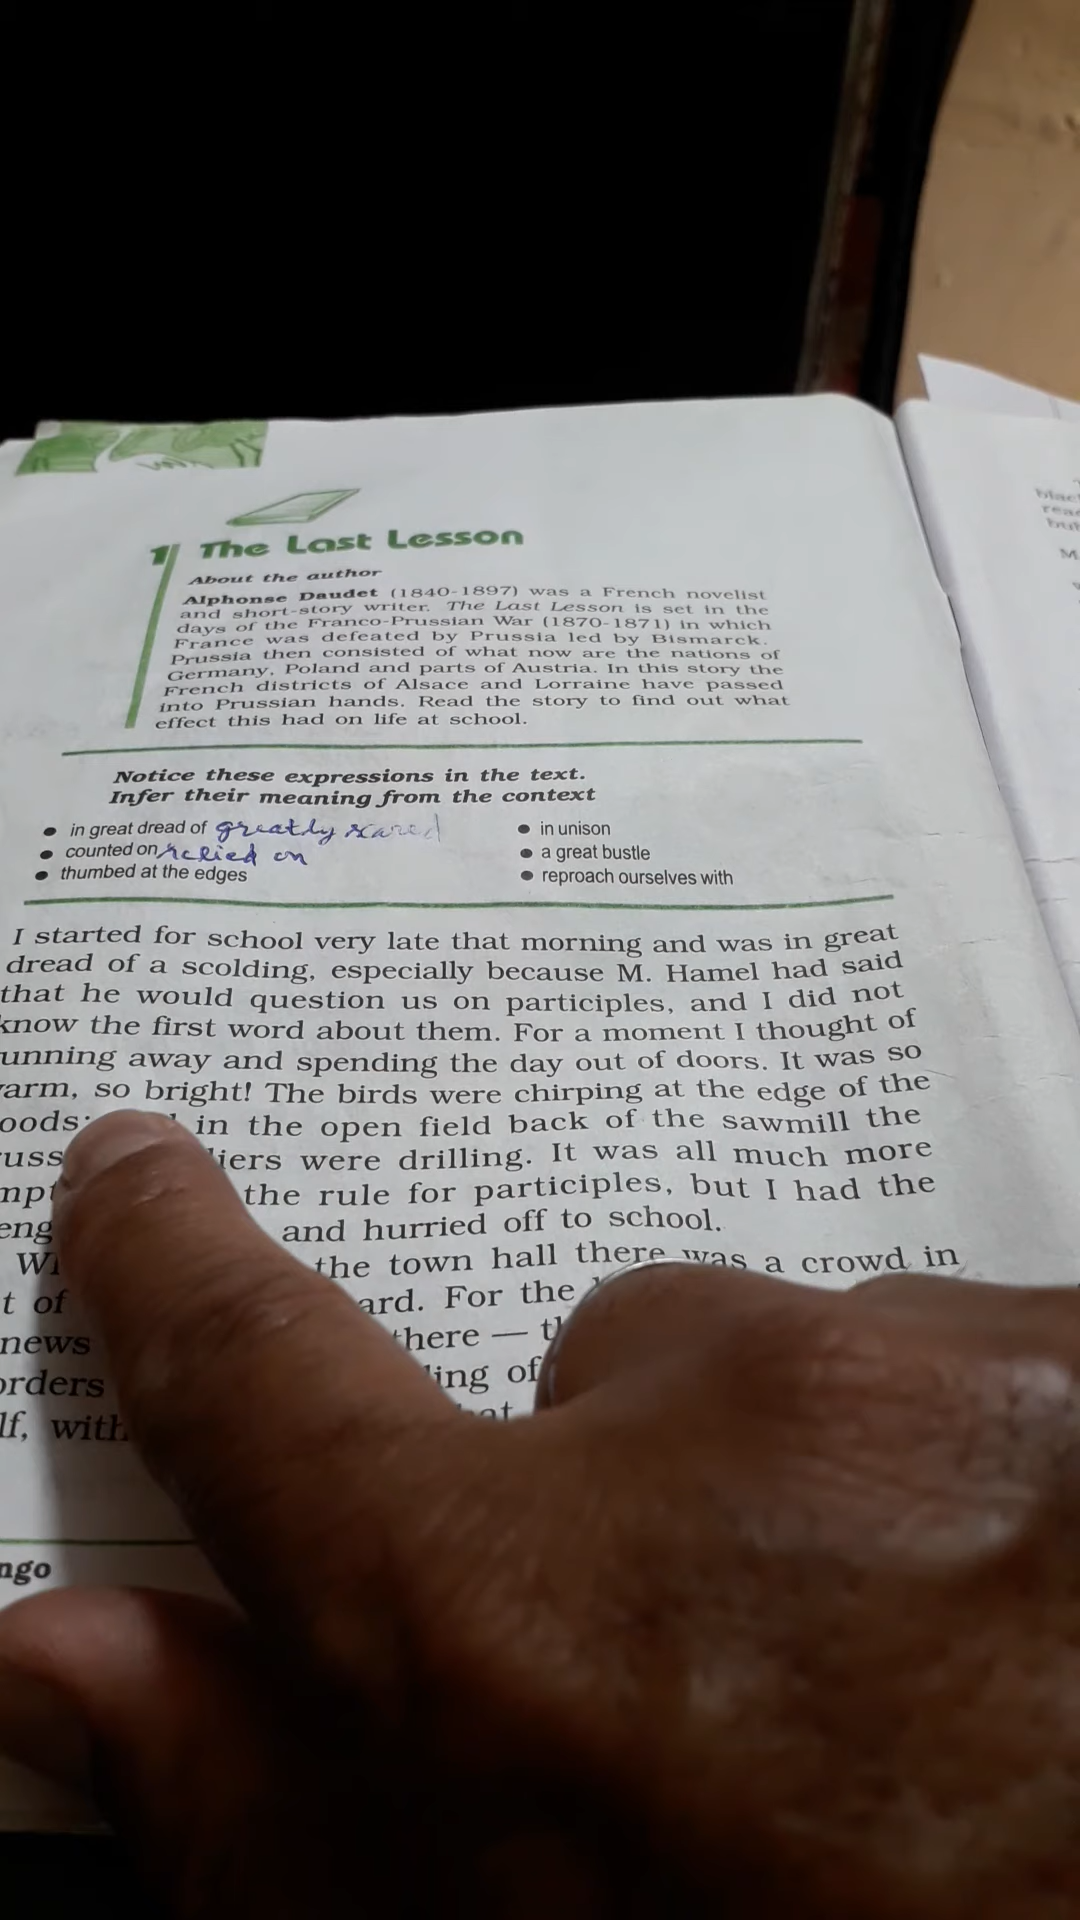 1 The Last Lesson
About the author
Alphonse Daudet (1840-1897) was a French novelist
and short-story writer. The Last Lesson is set in the
days of the Franco-Prussian War (1870-1871) in which
France was defeated by Prussia led by Bismarck.
Prussia then consisted of what now are the nations of
Germany, Poland and parts of Austria. In this story the
French districts of Alsace and Lorraine have passed
into Prussian hands. Read the story to find out what
effect this had on life at school.
Notice these expressions in the text.
Infer their meaning from the context
• in great dread of greatly scared
• counted on relied on
• thumbed at the edges
• in unison
• a great bustle
• reproach ourselves with
I started for school very late that morning and was in great
dread of a scolding, especially because M. Hamel had said
that he would question us on participles, and I did not
know the first word about them. For a moment I thought of
unning away and spending the day out of doors. It was so
arm, so bright! The birds were chirping at the edge of the
oods; in the open field back of the sawmill the
uss liers were drilling. It was all much more
mpt the rule for participles, but I had the
eng and hurried off to school.
the town hall there was a crowd in
t of ard. For the
news there —
orders ling of
lf, with hat
ngo